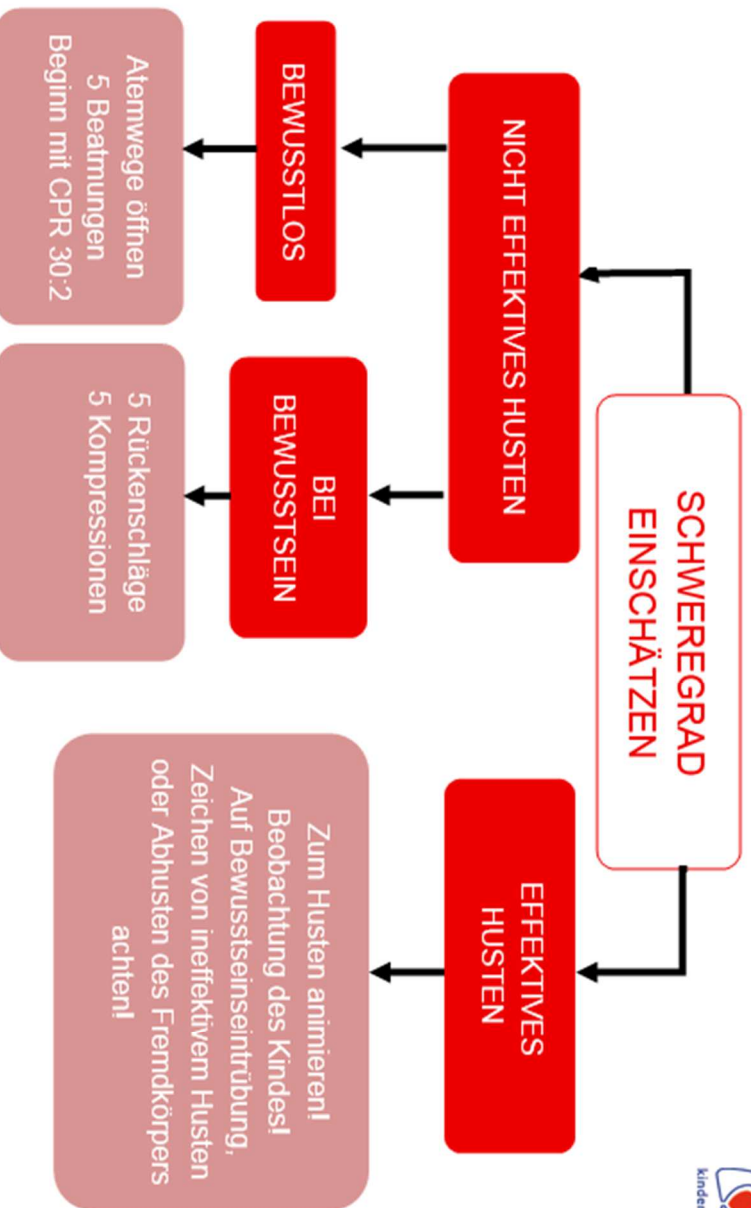 SCHWEREGRAD
EINSCHÄTZEN
NICHT EFFEKTIVES HUSTEN
EFFEKTIVES
HUSTEN
BEWUSSTLOS
BEI
BEWUSSTSEIN
Atemwege öffnen
5 Beatmungen
Beginn mit CPR 30:2
5 Rückenschläge
5 Kompressionen
Zum Husten animieren!
Beobachtung des Kindes!
Auf Bewusstseinseintrübung,
Zeichen von ineffektivem Husten
oder Abhusten des Fremdkörpers
achten!